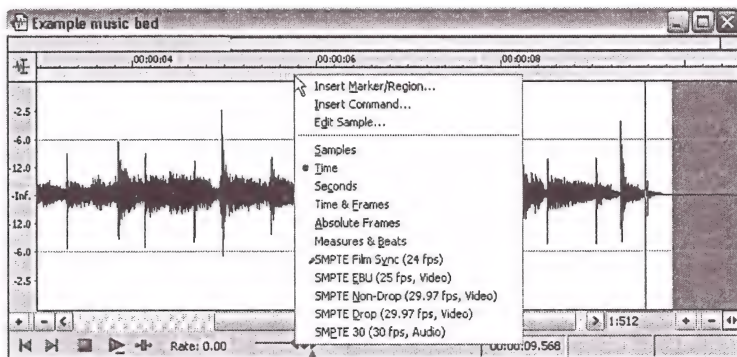 Example music bed
,00:00:04 ,00:00:06 ,00:00:08
Insert Marker/Region...
Insert Command...
Edit Sample...
Samples
Time
Seconds
Time & Frames
Absolute Frames
Measures & Beats
SMPTE Film Sync (24 fps)
SMPTE EBU (25 fps, Video)
SMPTE Non-Drop (29.97 fps, Video)
SMPTE Drop (29.97 fps, Video)
SMPTE 30 (30 fps, Audio)
-2.5
-6.0
-12.0
-Inf.
-12.0
-6.0
-2.5
1:512
Rate: 0.00
00:00:09.568